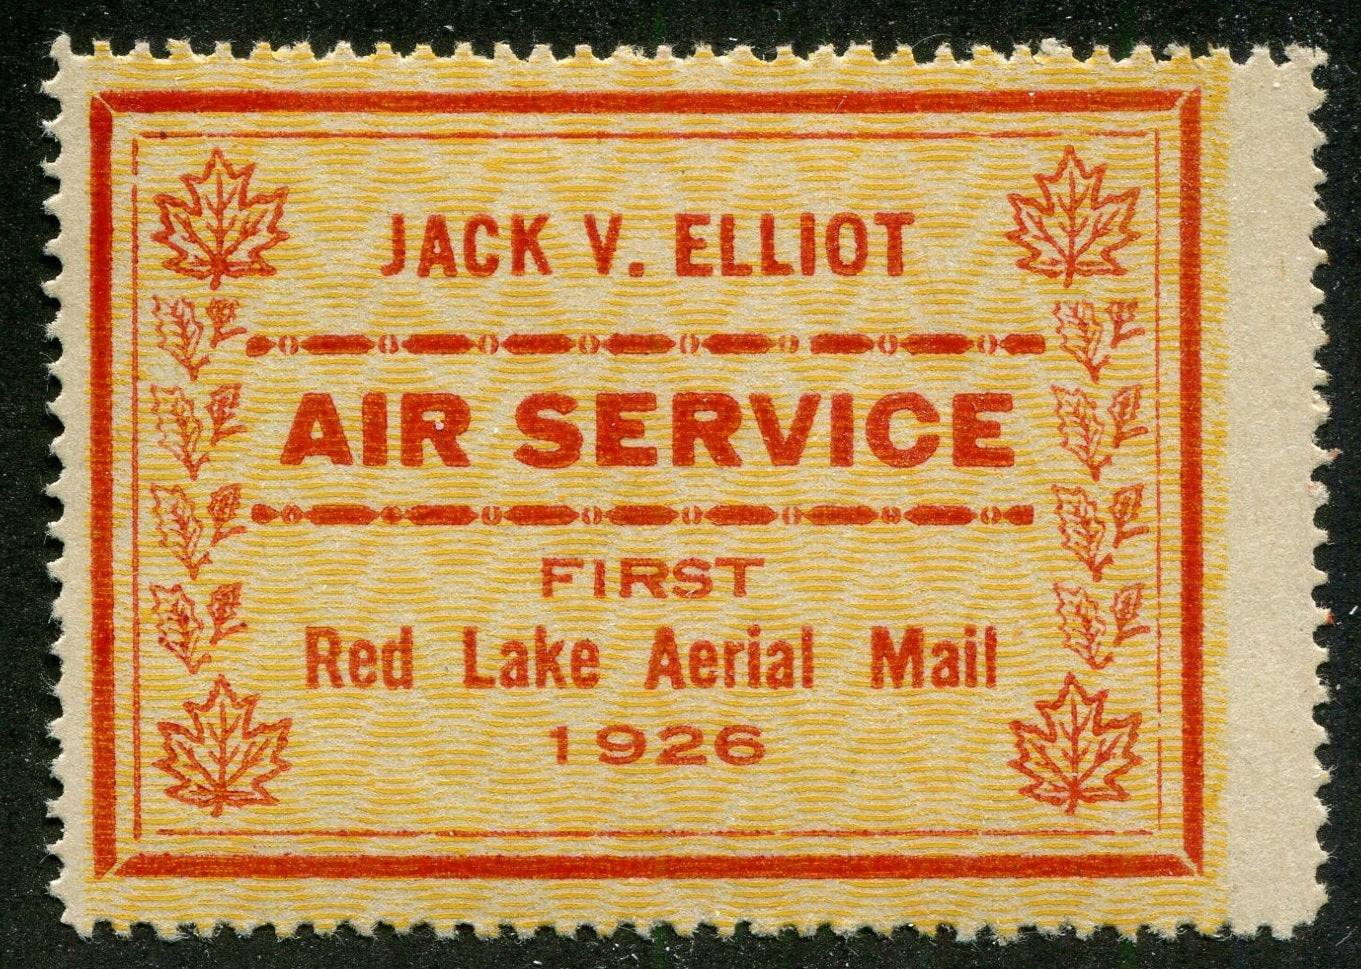 JACK V. ELLIOT
AIR SERVICE
FIRST
Red Lake Aerial Mail
1926